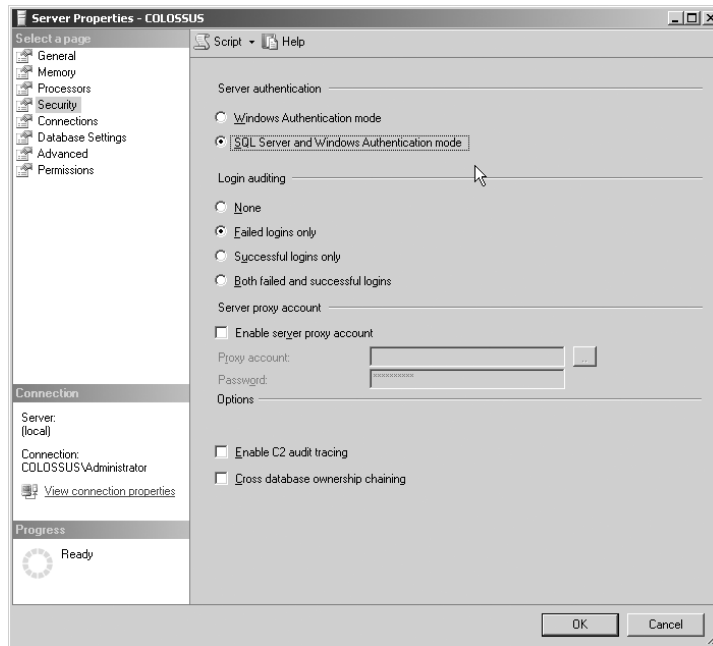 Server Properties - COLOSSUS
Select a page
General
Memory
Processors
Security
Connections
Database Settings
Advanced
Permissions
Connection
Server:
(local)
Connection:
COLOSSUS\Administrator
View connection properties
Progress
Ready
Script Help
Server authentication
Windows Authentication mode
SQL Server and Windows Authentication mode
Login auditing
None
Failed logins only
Successful logins only
Both failed and successful logins
Server proxy account
Enable server proxy account
Proxy account:
...
Password: **********
Options
Enable C2 audit tracing
Cross database ownership chaining
OK Cancel